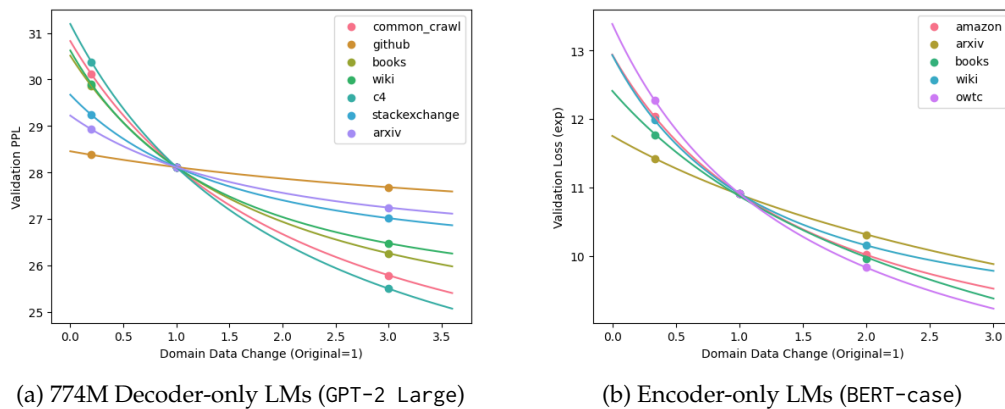 31
30
29
28
27
26
25
Validation PPL
0.0 0.5 1.0 1.5 2.0 2.5 3.0 3.5
Domain Data Change (Original=1)
common_crawl
github
books
wiki
c4
stackexchange
arxiv
(a) 774M Decoder-only LMs (GPT-2 Large)
13
12
11
10
Validation Loss (exp)
0.0 0.5 1.0 1.5 2.0 2.5 3.0
Domain Data Change (Original=1)
amazon
arxiv
books
wiki
owtc
(b) Encoder-only LMs (BERT-case)